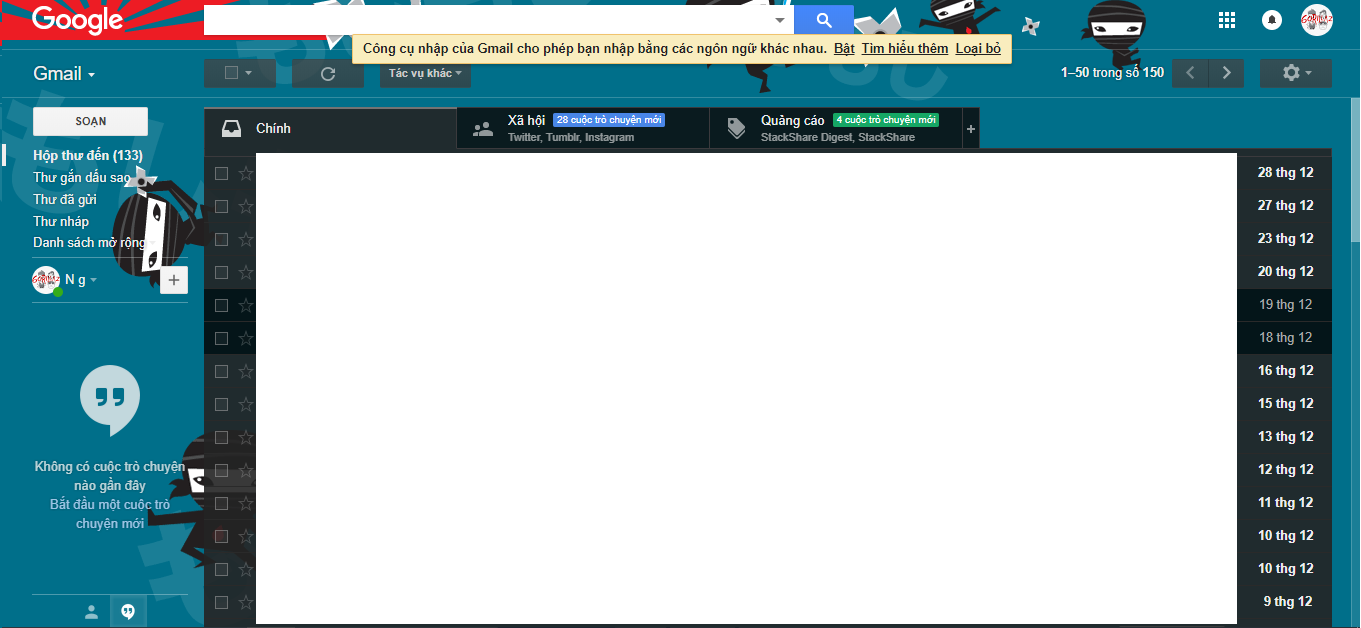 Google
Công cụ nhập của Gmail cho phép bạn nhập bằng các ngôn ngữ khác nhau. Bật Tìm hiểu thêm Loại bỏ
Gmail
Tác vụ khác
1–50 trong số 150
SOẠN
Hộp thư đến (133)
Thư gắn dấu sao
Thư đã gửi
Thư nháp
Danh sách mở rộng
N g
+
Không có cuộc trò chuyện
nào gần đây
Bắt đầu một cuộc trò
chuyện mới
Chính
Xã hội 28 cuộc trò chuyện mới
Twitter, Tumblr, Instagram
Quảng cáo 4 cuộc trò chuyện mới
StackShare Digest, StackShare
+
28 thg 12
27 thg 12
23 thg 12
20 thg 12
19 thg 12
18 thg 12
16 thg 12
15 thg 12
13 thg 12
12 thg 12
11 thg 12
10 thg 12
10 thg 12
9 thg 12